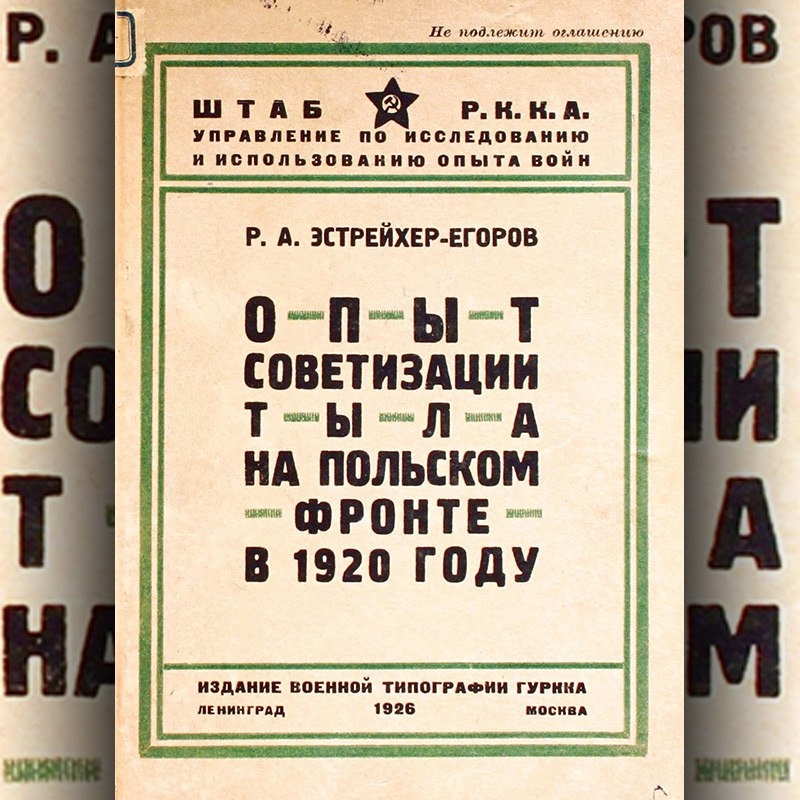 Не подлежит оглашению
ШТАБ Р.К.К.А.
УПРАВЛЕНИЕ ПО ИССЛЕДОВАНИЮ
И ИСПОЛЬЗОВАНИЮ ОПЫТА ВОЙН
Р. А. ЭСТРЕЙХЕР-ЕГОРОВ
ОПЫТ
СОВЕТИЗАЦИИ
ТЫЛА
НА ПОЛЬСКОМ
ФРОНТЕ
В 1920 ГОДУ
ИЗДАНИЕ ВОЕННОЙ ТИПОГРАФИИ ГУРККА
ЛЕНИНГРАД 1926 МОСКВА